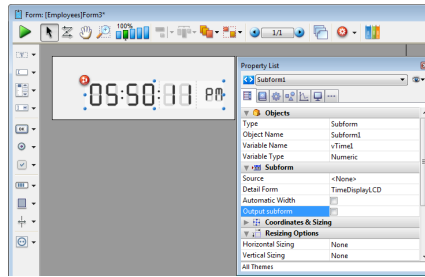 Form: [Employees]Form3*
100%
1/1
05:50:11 PM
Property List
Subform1
Objects
Type Subform
Object Name Subform1
Variable Name vTime1
Variable Type Numeric
Subform
Source <None>
Detail Form TimeDisplayLCD
Automatic Width
Output subform
Coordinates & Sizing
Resizing Options
Horizontal Sizing None
Vertical Sizing None
All Themes